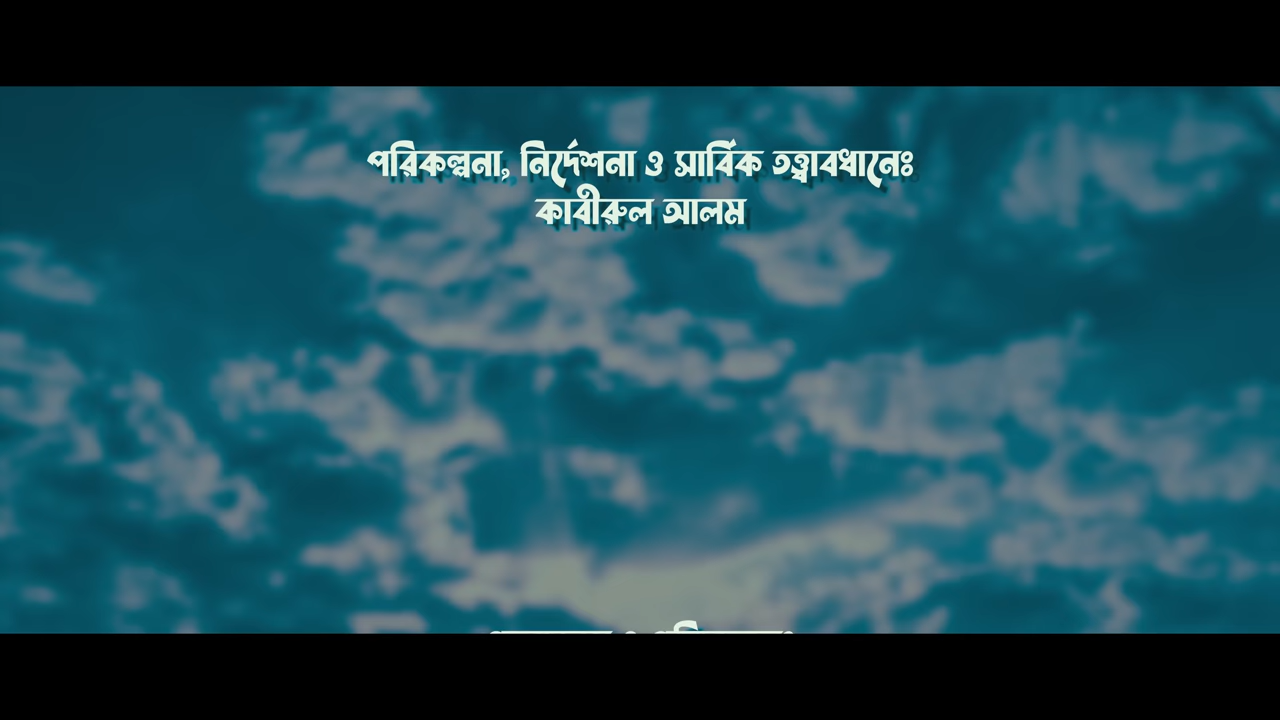 পরিকল্পনা, নির্দেশনা ও সার্বিক তত্ত্বাবধানেঃ
কাবীরুল আলম